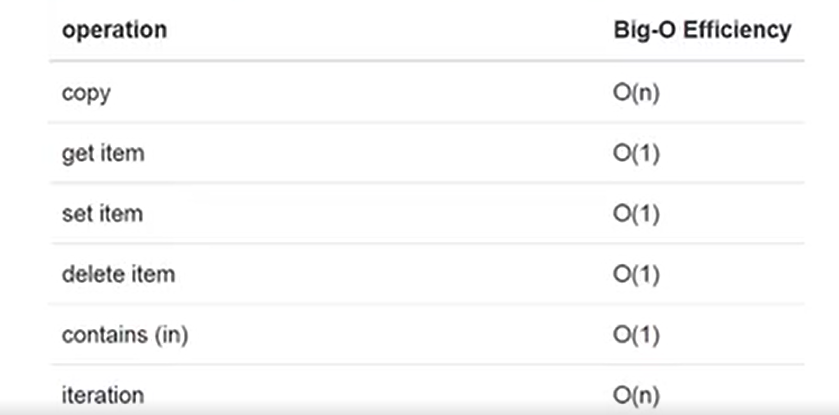 operation Big-O Efficiency
copy O(n)
get item O(1)
set item O(1)
delete item O(1)
contains (in) O(1)
iteration O(n)